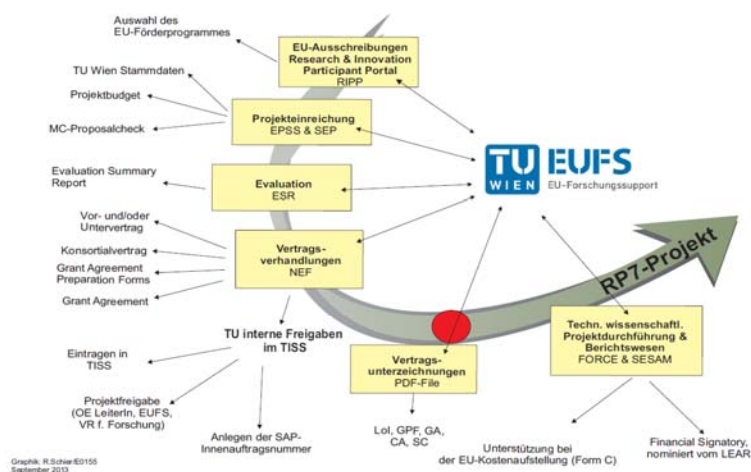 Auswahl des
EU-Förderprogrammes
EU-Ausschreibungen
Research & Innovation
Participant Portal
RIPP
TU Wien Stammdaten
Projektbudget
MC-Proposalcheck
Projekteinreichung
EPSS & SEP
TU
WIEN
EUFS
EU-Forschungssupport
Evaluation Summary
Report
Evaluation
ESR
Vor- und/oder
Untervertrag
Konsortialvertrag
Grant Agreement
Preparation Forms
Grant Agreement
Vertrags-
verhandlungen
NEF
RP7-Projekt
TU interne Freigaben
im TISS
Eintragen in
TISS
Projektfreigabe
(OE LeiterIn, EUFS,
VR f. Forschung)
Anlegen der SAP-
Innenauftragsnummer
Vertrags-
unterzeichnungen
PDF-File
LoI, GPF, GA,
CA, SC
Techn. wissenschaftl.
Projektdurchführung &
Berichtswesen
FORCE & SESAM
Unterstützung bei
der EU-Kostenaufstellung (Form C)
Financial Signatory,
nominiert vom LEAR
Graphik: R.Schier/E0155
September 2013